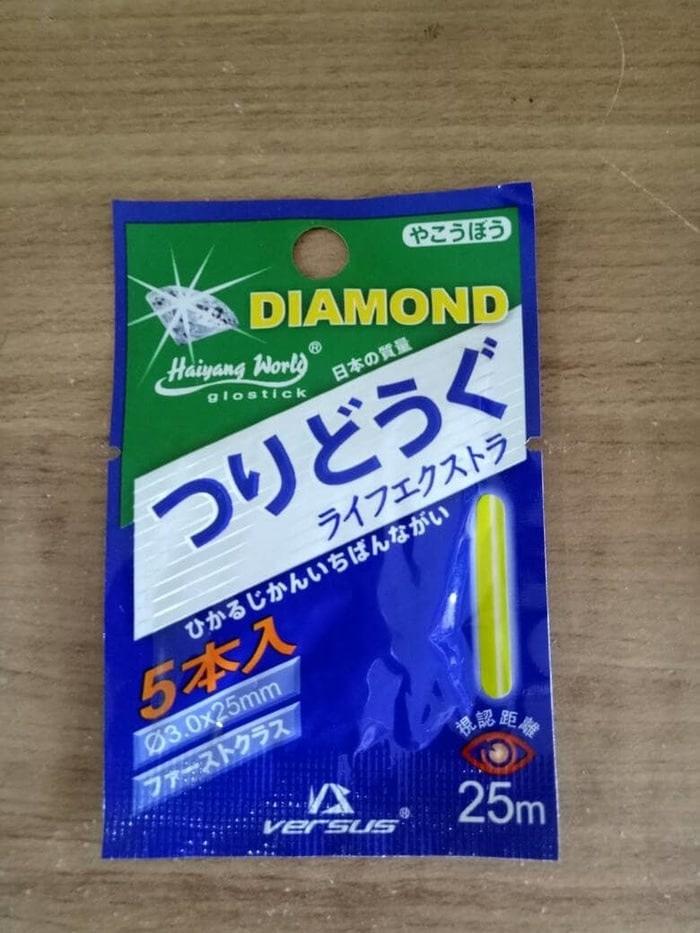 やこうぼう
DIAMOND
Haiyang World®
glostick
日本の質量
つりどうぐ
ライフエクストラ
ひかるじかんいちばんながい
5本入
Ø3.0x25mm
ファーストクラス
視認距離
25m
versus®